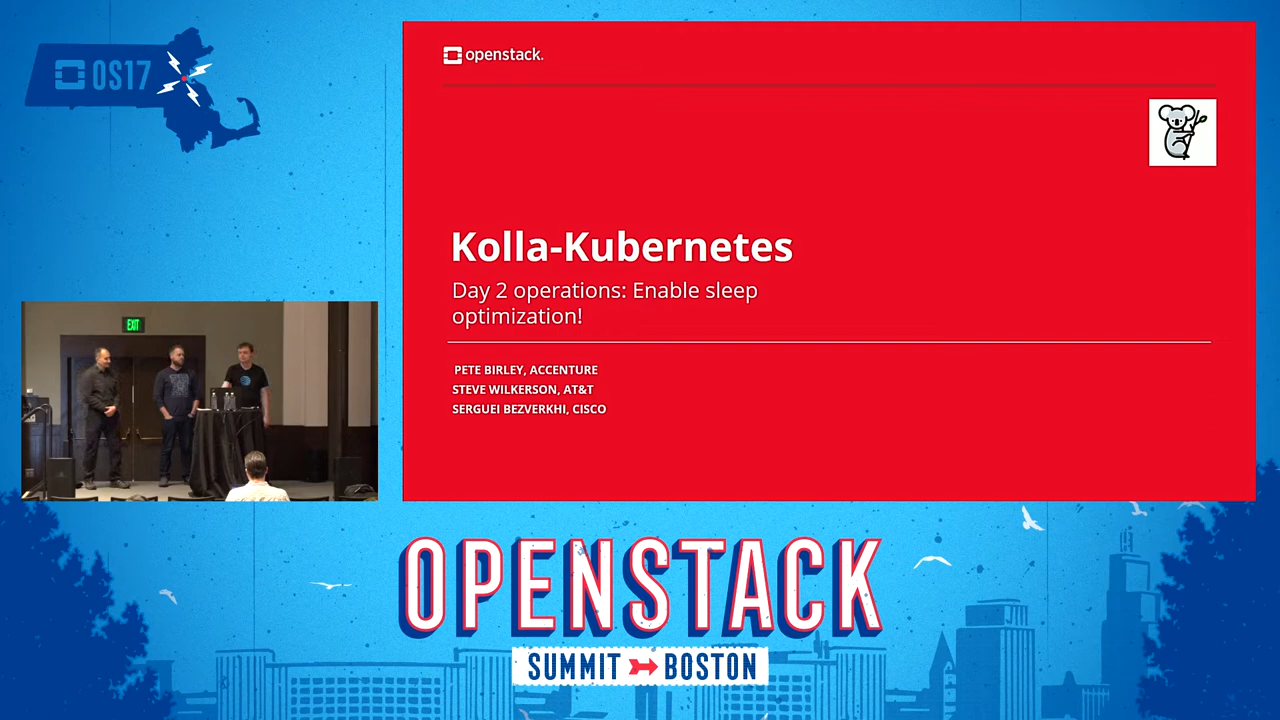 OS17
openstack.
Kolla-Kubernetes
Day 2 operations: Enable sleep
optimization!
PETE BIRLEY, ACCENTURE
STEVE WILKERSON, AT&T
SERGUEI BEZVERKHI, CISCO
EXIT
OPENSTACK
SUMMIT BOSTON